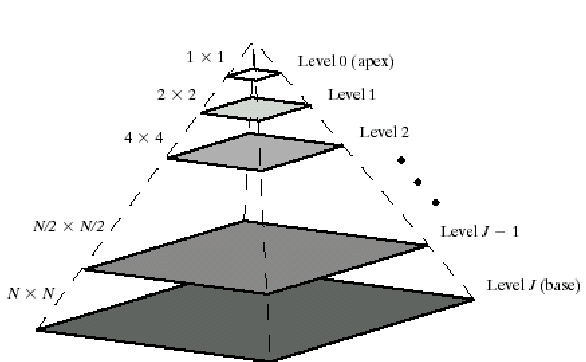 1 × 1
Level 0 (apex)
2 × 2
Level 1
4 × 4
Level 2
N/2 × N/2
Level J − 1
N × N
Level J (base)